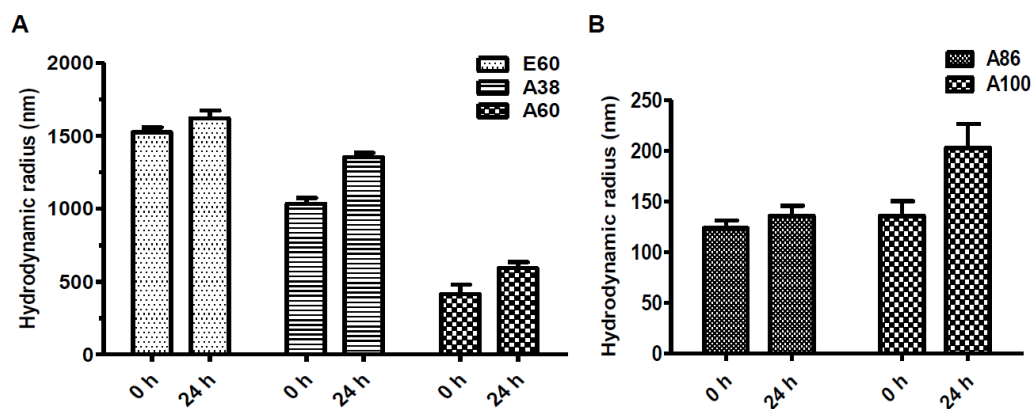 A
Hydrodynamic radius (nm)
2000
1500
1000
500
0
E60
A38
A60
0 h
24 h
0 h
24 h
0 h
24 h
B
Hydrodynamic radius (nm)
250
200
150
100
50
0
A86
A100
0 h
24 h
0 h
24 h